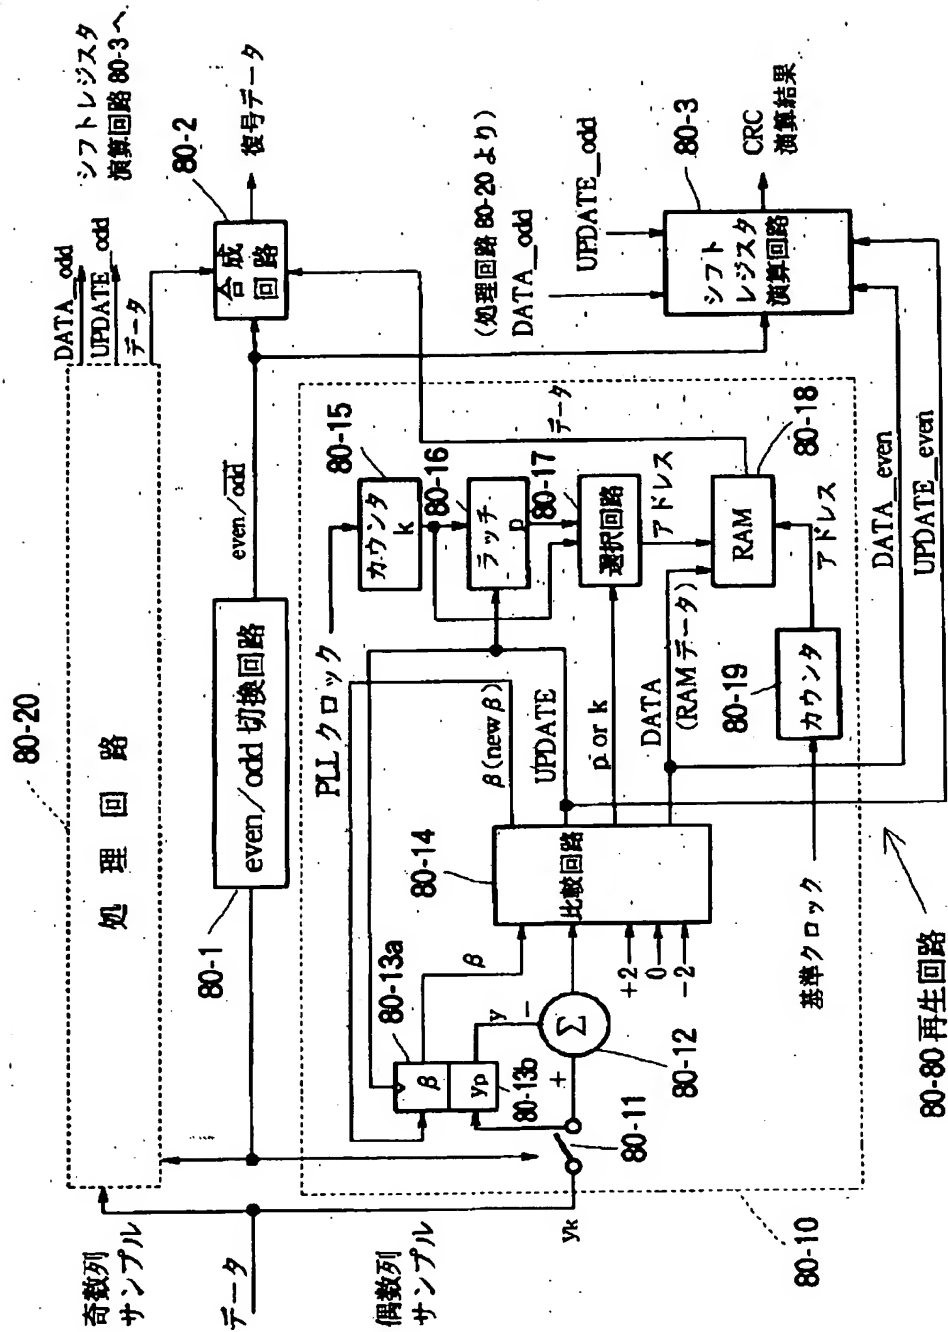 80-20
処理回路
DATA_odd
UPDATE_odd
データ
シフトレジスタ
演算回路 80-3 へ
奇数列
サンプル
データ
偶数列
サンプル
80-1
even/odd 切換回路
even/odd
80-2
合成
回路
復号データ
PLL クロック
80-15
カウンタ
k
80-16
ラッチ
p
80-17
選択回路
アドレス
データ
80-13a
β
yp
80-13b
β
y
−
+
Σ
80-12
80-11
yk
80-14
比較回路
+2
0
−2
β(new β)
UPDATE
p or k
DATA
(RAM データ)
RAM
80-18
アドレス
80-19
カウンタ
基準クロック
80-10
(処理回路 80-20 より)
DATA_odd
UPDATE_odd
80-3
シフト
レジスタ
演算回路
CRC
演算結果
DATA_even
UPDATE_even
80-80 再生回路